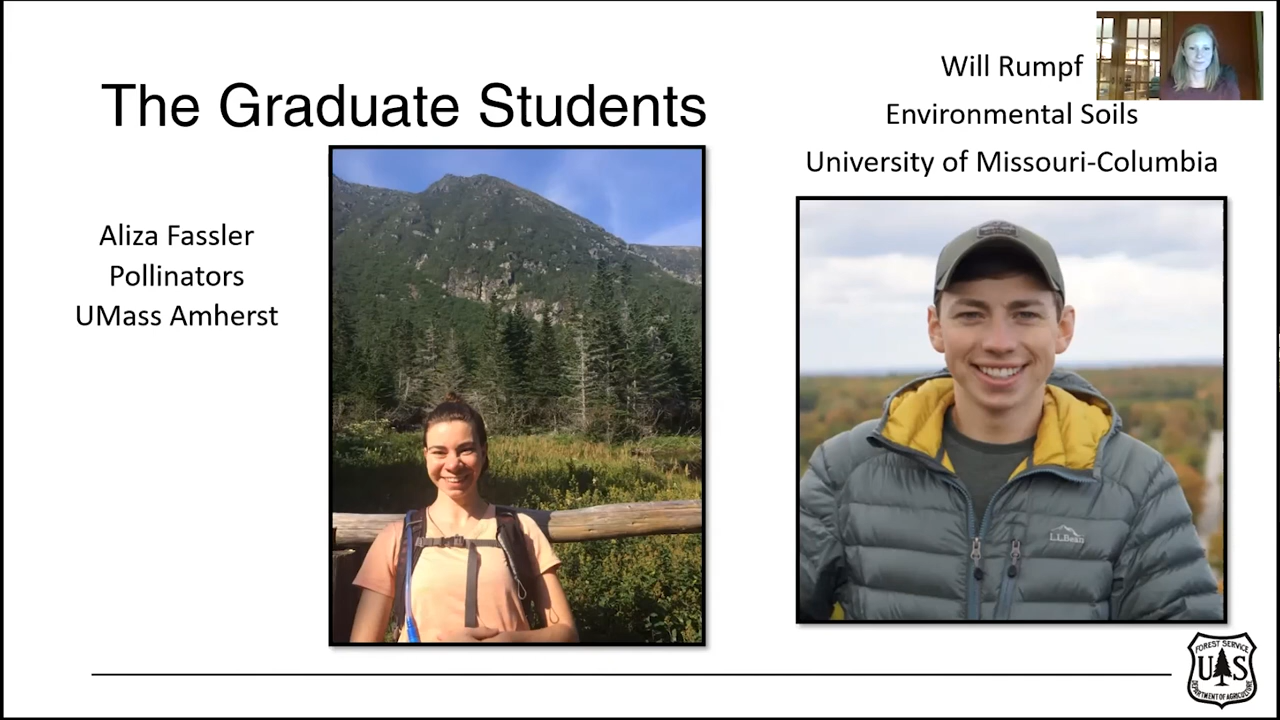 The Graduate Students
Aliza Fassler
Pollinators
UMass Amherst
Will Rumpf
Environmental Soils
University of Missouri-Columbia
L.L.Bean
FOREST SERVICE
U S
DEPARTMENT OF AGRICULTURE